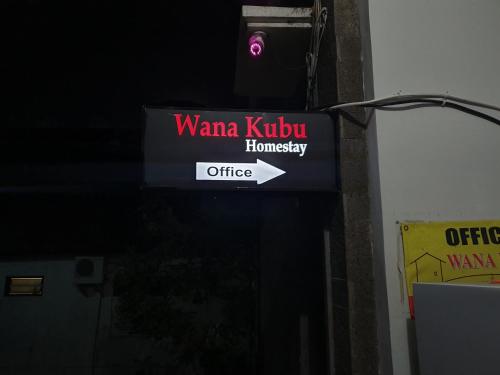 Wana Kubu
Homestay
Office
OFFIC
WANA